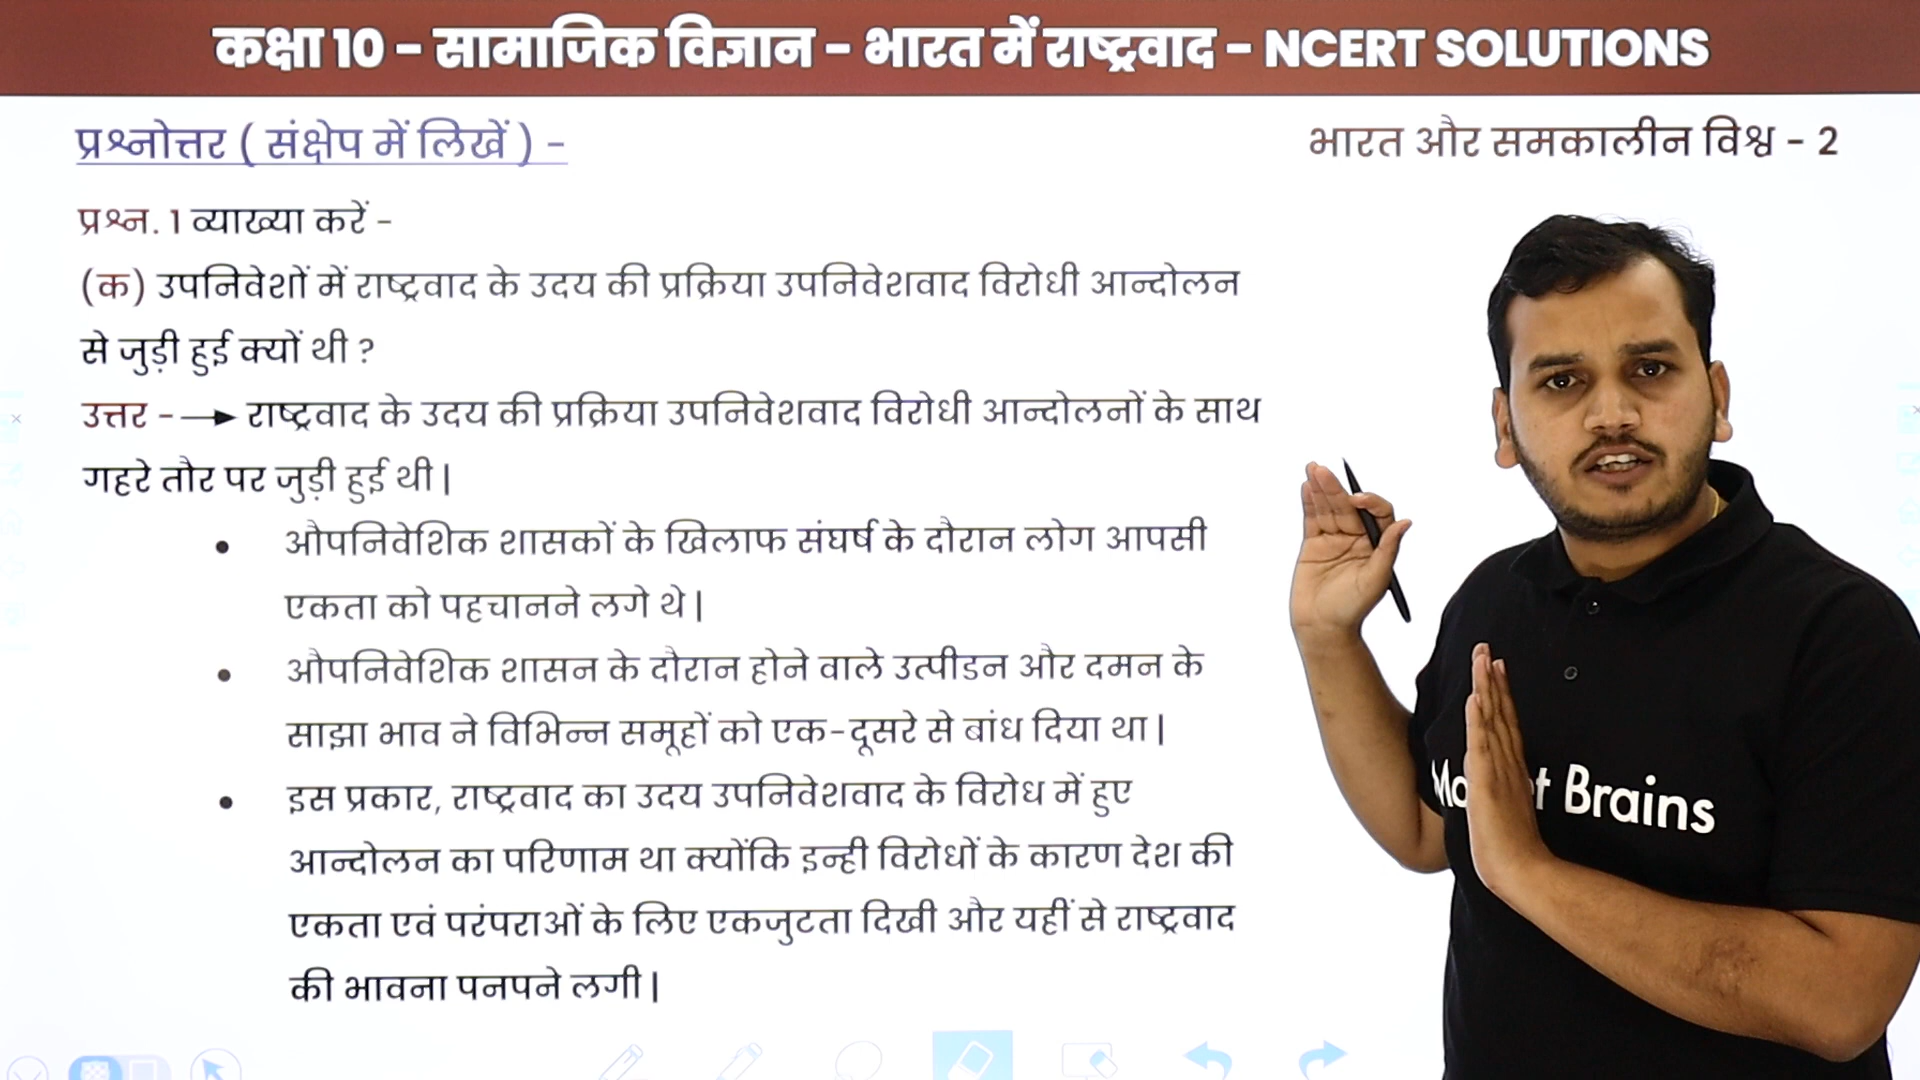 कक्षा 10 – सामाजिक विज्ञान – भारत में राष्ट्रवाद – NCERT SOLUTIONS
प्रश्नोत्तर ( संक्षेप में लिखें ) –
भारत और समकालीन विश्व - 2
प्रश्न. 1 व्याख्या करें -
(क) उपनिवेशों में राष्ट्रवाद के उदय की प्रक्रिया उपनिवेशवाद विरोधी आन्दोलन
से जुड़ी हुई क्यों थी ?
उत्तर - राष्ट्रवाद के उदय की प्रक्रिया उपनिवेशवाद विरोधी आन्दोलनों के साथ
गहरे तौर पर जुड़ी हुई थी |
• औपनिवेशिक शासकों के खिलाफ संघर्ष के दौरान लोग आपसी
एकता को पहचानने लगे थे |
• औपनिवेशिक शासन के दौरान होने वाले उत्पीडन और दमन के
साझा भाव ने विभिन्न समूहों को एक-दूसरे से बांध दिया था |
• इस प्रकार, राष्ट्रवाद का उदय उपनिवेशवाद के विरोध में हुए
आन्दोलन का परिणाम था क्योंकि इन्ही विरोधों के कारण देश की
एकता एवं परंपराओं के लिए एकजुटता दिखी और यहीं से राष्ट्रवाद
की भावना पनपने लगी |
Brains